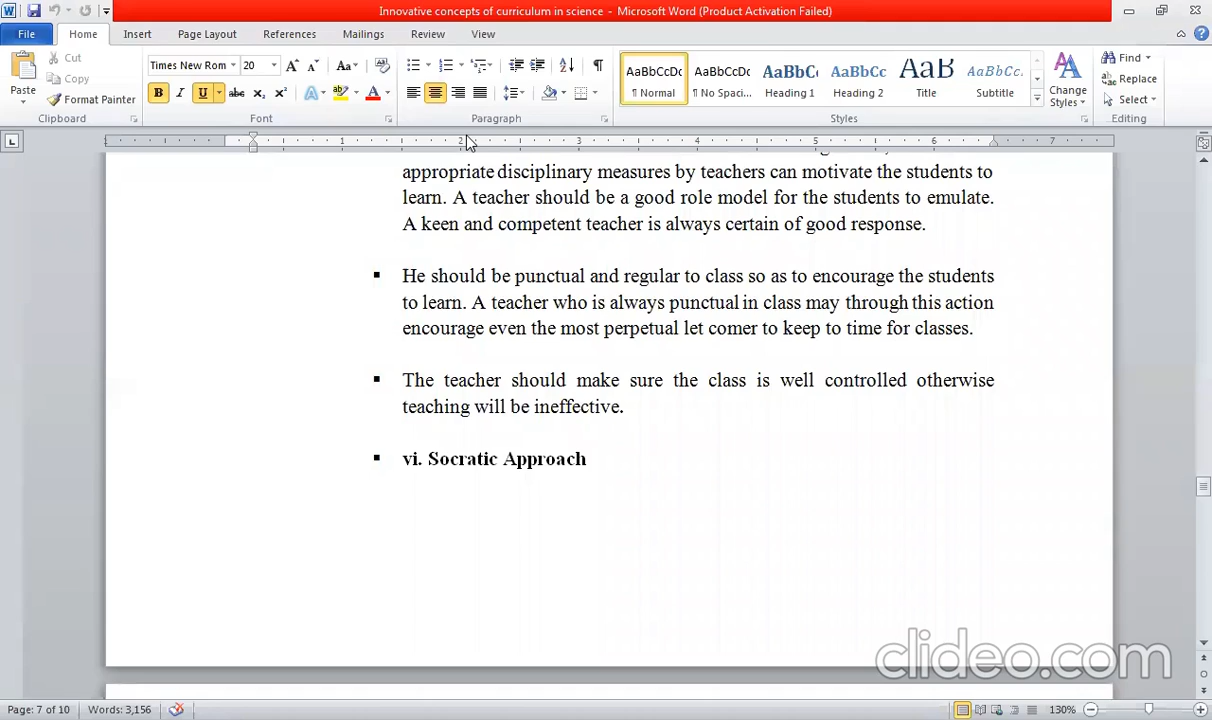 Innovative concepts of curriculum in science - Microsoft Word (Product Activation Failed)
File Home Insert Page Layout References Mailings Review View
Paste
Cut
Copy
Format Painter
Clipboard
Times New Rom 20
Font
Paragraph
AaBbCcDc ¶ Normal
AaBbCcDc ¶ No Spaci...
AaBbC( Heading 1
AaBbCc Heading 2
AaB Title
AaBbCc. Subtitle
Change Styles
Styles
Find
Replace
Select
Editing
1 2 3 4 5 6 7
appropriate disciplinary measures by teachers can motivate the students to
learn. A teacher should be a good role model for the students to emulate.
A keen and competent teacher is always certain of good response.
▪ He should be punctual and regular to class so as to encourage the students
to learn. A teacher who is always punctual in class may through this action
encourage even the most perpetual let comer to keep to time for classes.
▪ The teacher should make sure the class is well controlled otherwise
teaching will be ineffective.
▪ vi. Socratic Approach
clideo.com
Page: 7 of 10 Words: 3,156 130%